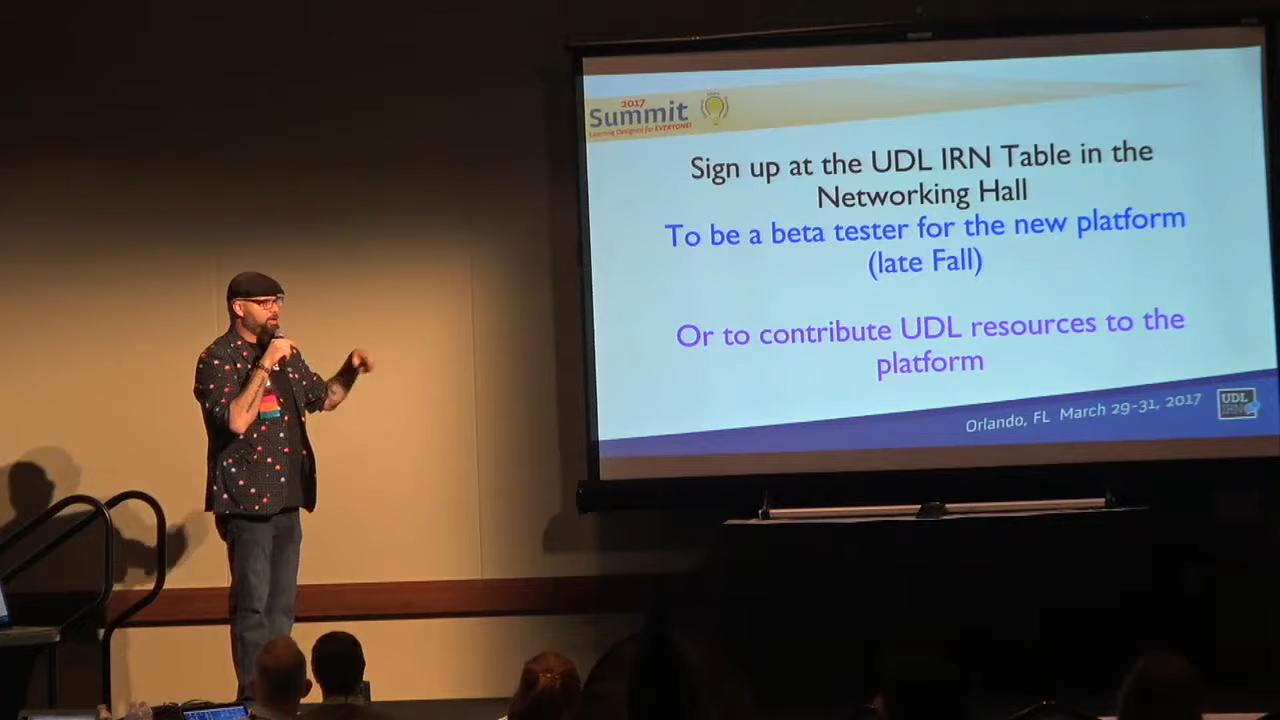 2017
Summit
Learning Designed for EVERYONE!
Sign up at the UDL IRN Table in the
Networking Hall
To be a beta tester for the new platform
(late Fall)
Or to contribute UDL resources to the
platform
Orlando, FL March 29-31, 2017
UDL
IRN